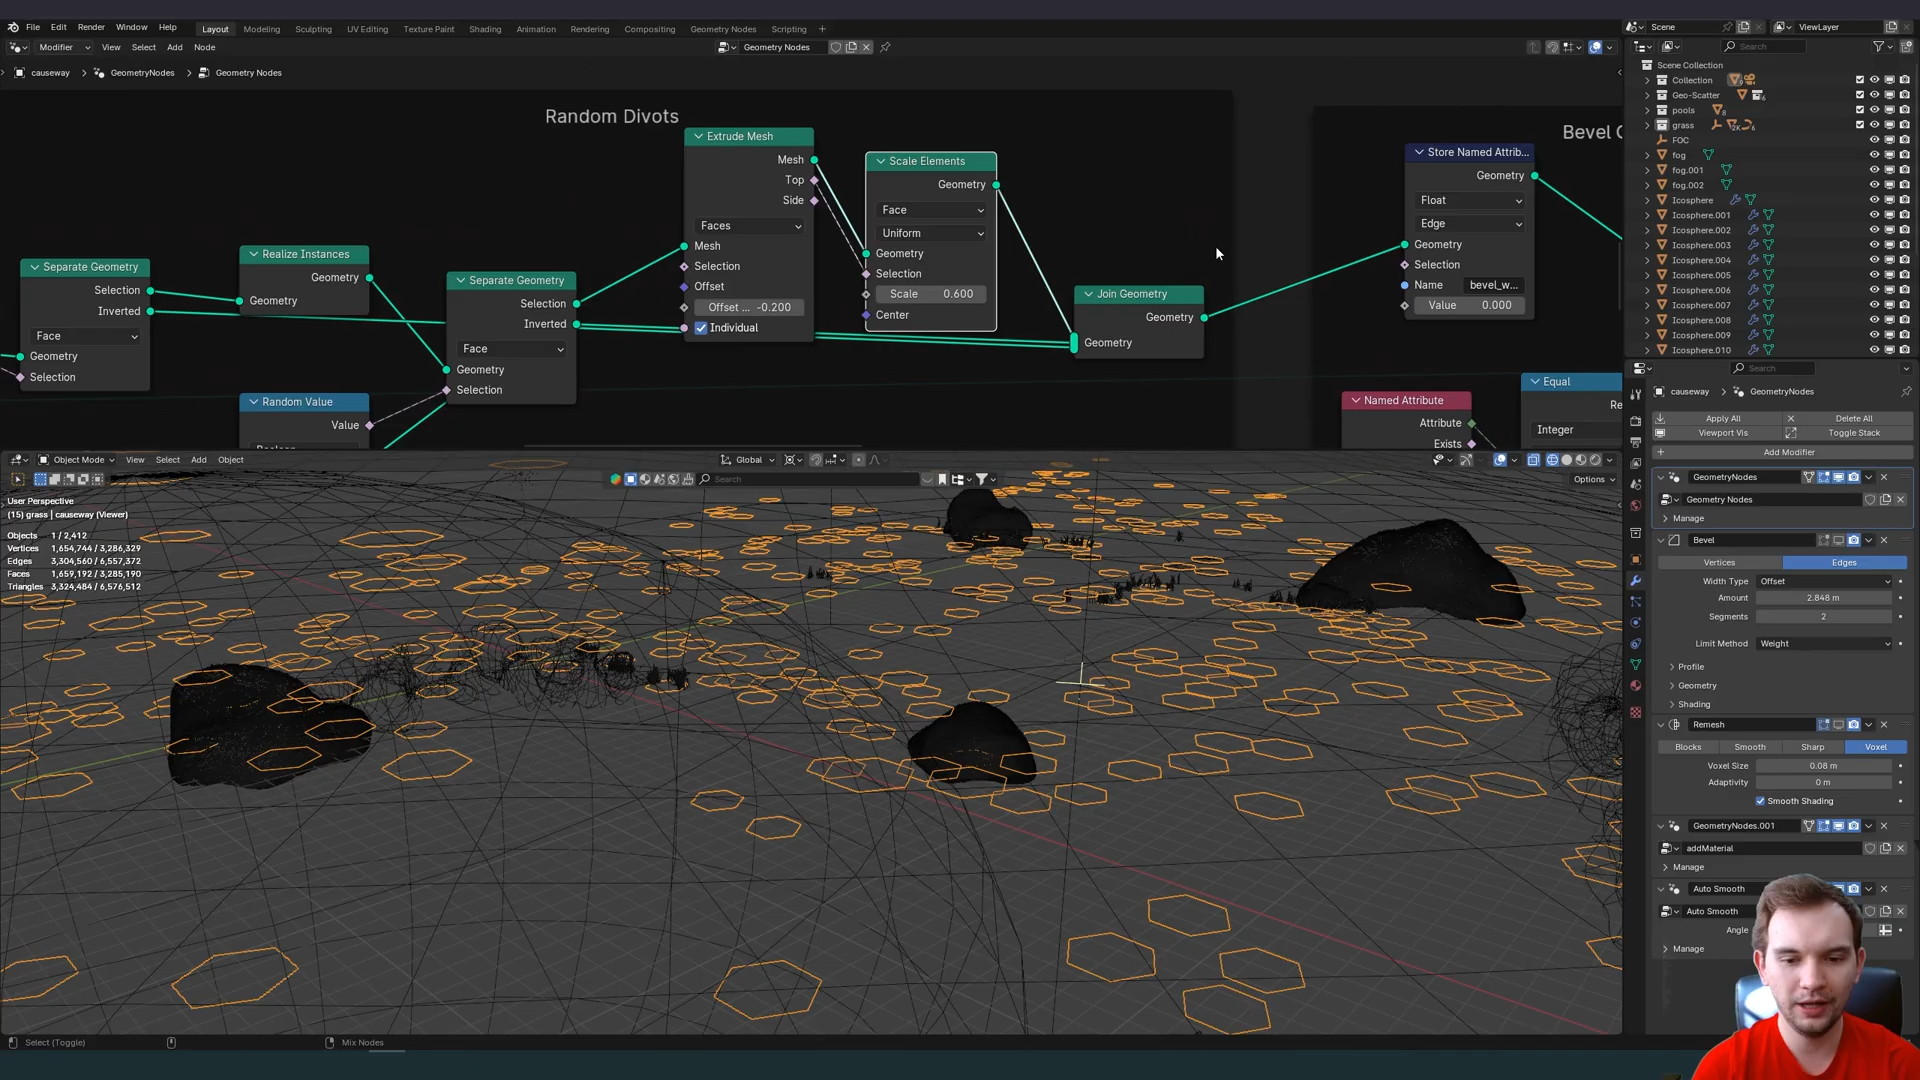 File Edit Render Window Help Layout Modeling Sculpting UV Editing Texture Paint Shading Animation Rendering Compositing Geometry Nodes Scripting + Scene ViewLayer
Modifier View Select Add Node Geometry Nodes Search
causeway > GeometryNodes > Geometry Nodes
Random Divots
Extrude Mesh
Mesh
Top
Side
Faces
Mesh
Selection
Offset
Offset ... -0.200
Individual
Scale Elements
Geometry
Face
Uniform
Geometry
Selection
Scale 0.600
Center
Separate Geometry
Selection
Inverted
Face
Geometry
Selection
Realize Instances
Geometry
Geometry
Separate Geometry
Selection
Inverted
Face
Geometry
Selection
Random Value
Value
Join Geometry
Geometry
Geometry
Store Named Attrib...
Geometry
Float
Edge
Geometry
Selection
Name bevel_w...
Value 0.000
Named Attribute
Attribute
Exists
Equal
Integer
Scene Collection
Collection
Geo-Scatter
pools
grass
FOC
fog
fog.001
fog.002
Icosphere
Icosphere.001
Icosphere.002
Icosphere.003
Icosphere.004
Icosphere.005
Icosphere.006
Icosphere.007
Icosphere.008
Icosphere.009
Icosphere.010
Search
causeway > GeometryNodes
Apply All Delete All
Viewport Vis Toggle Stack
Add Modifier
GeometryNodes
Geometry Nodes
Manage
Bevel
Vertices Edges
Width Type Offset
Amount 2.848 m
Segments 2
Limit Method Weight
Profile
Geometry
Shading
Remesh
Blocks Smooth Sharp Voxel
Voxel Size 0.08 m
Adaptivity 0 m
Smooth Shading
GeometryNodes.001
addMaterial
Manage
Auto Smooth
Auto Smooth
Angle
Manage
Object Mode View Select Add Object Global
Search Options
User Perspective
(15) grass | causeway (Viewer)
Objects 1 / 2,412
Vertices 1,654,744 / 3,286,329
Edges 3,304,560 / 6,557,372
Faces 1,659,192 / 3,285,190
Triangles 3,324,484 / 6,576,512
Select (Toggle) Mix Nodes